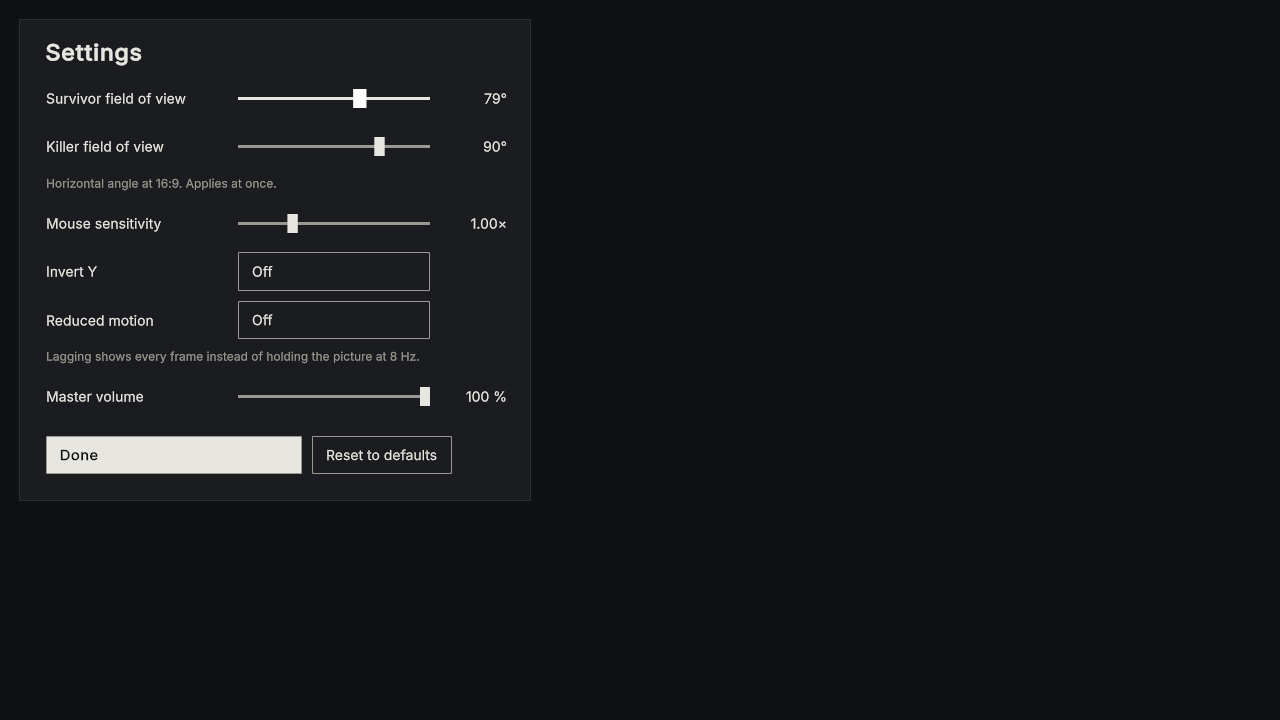 Settings
Survivor field of view 79°
Killer field of view 90°
Horizontal angle at 16:9. Applies at once.
Mouse sensitivity 1.00×
Invert Y Off
Reduced motion Off
Lagging shows every frame instead of holding the picture at 8 Hz.
Master volume 100 %
Done Reset to defaults